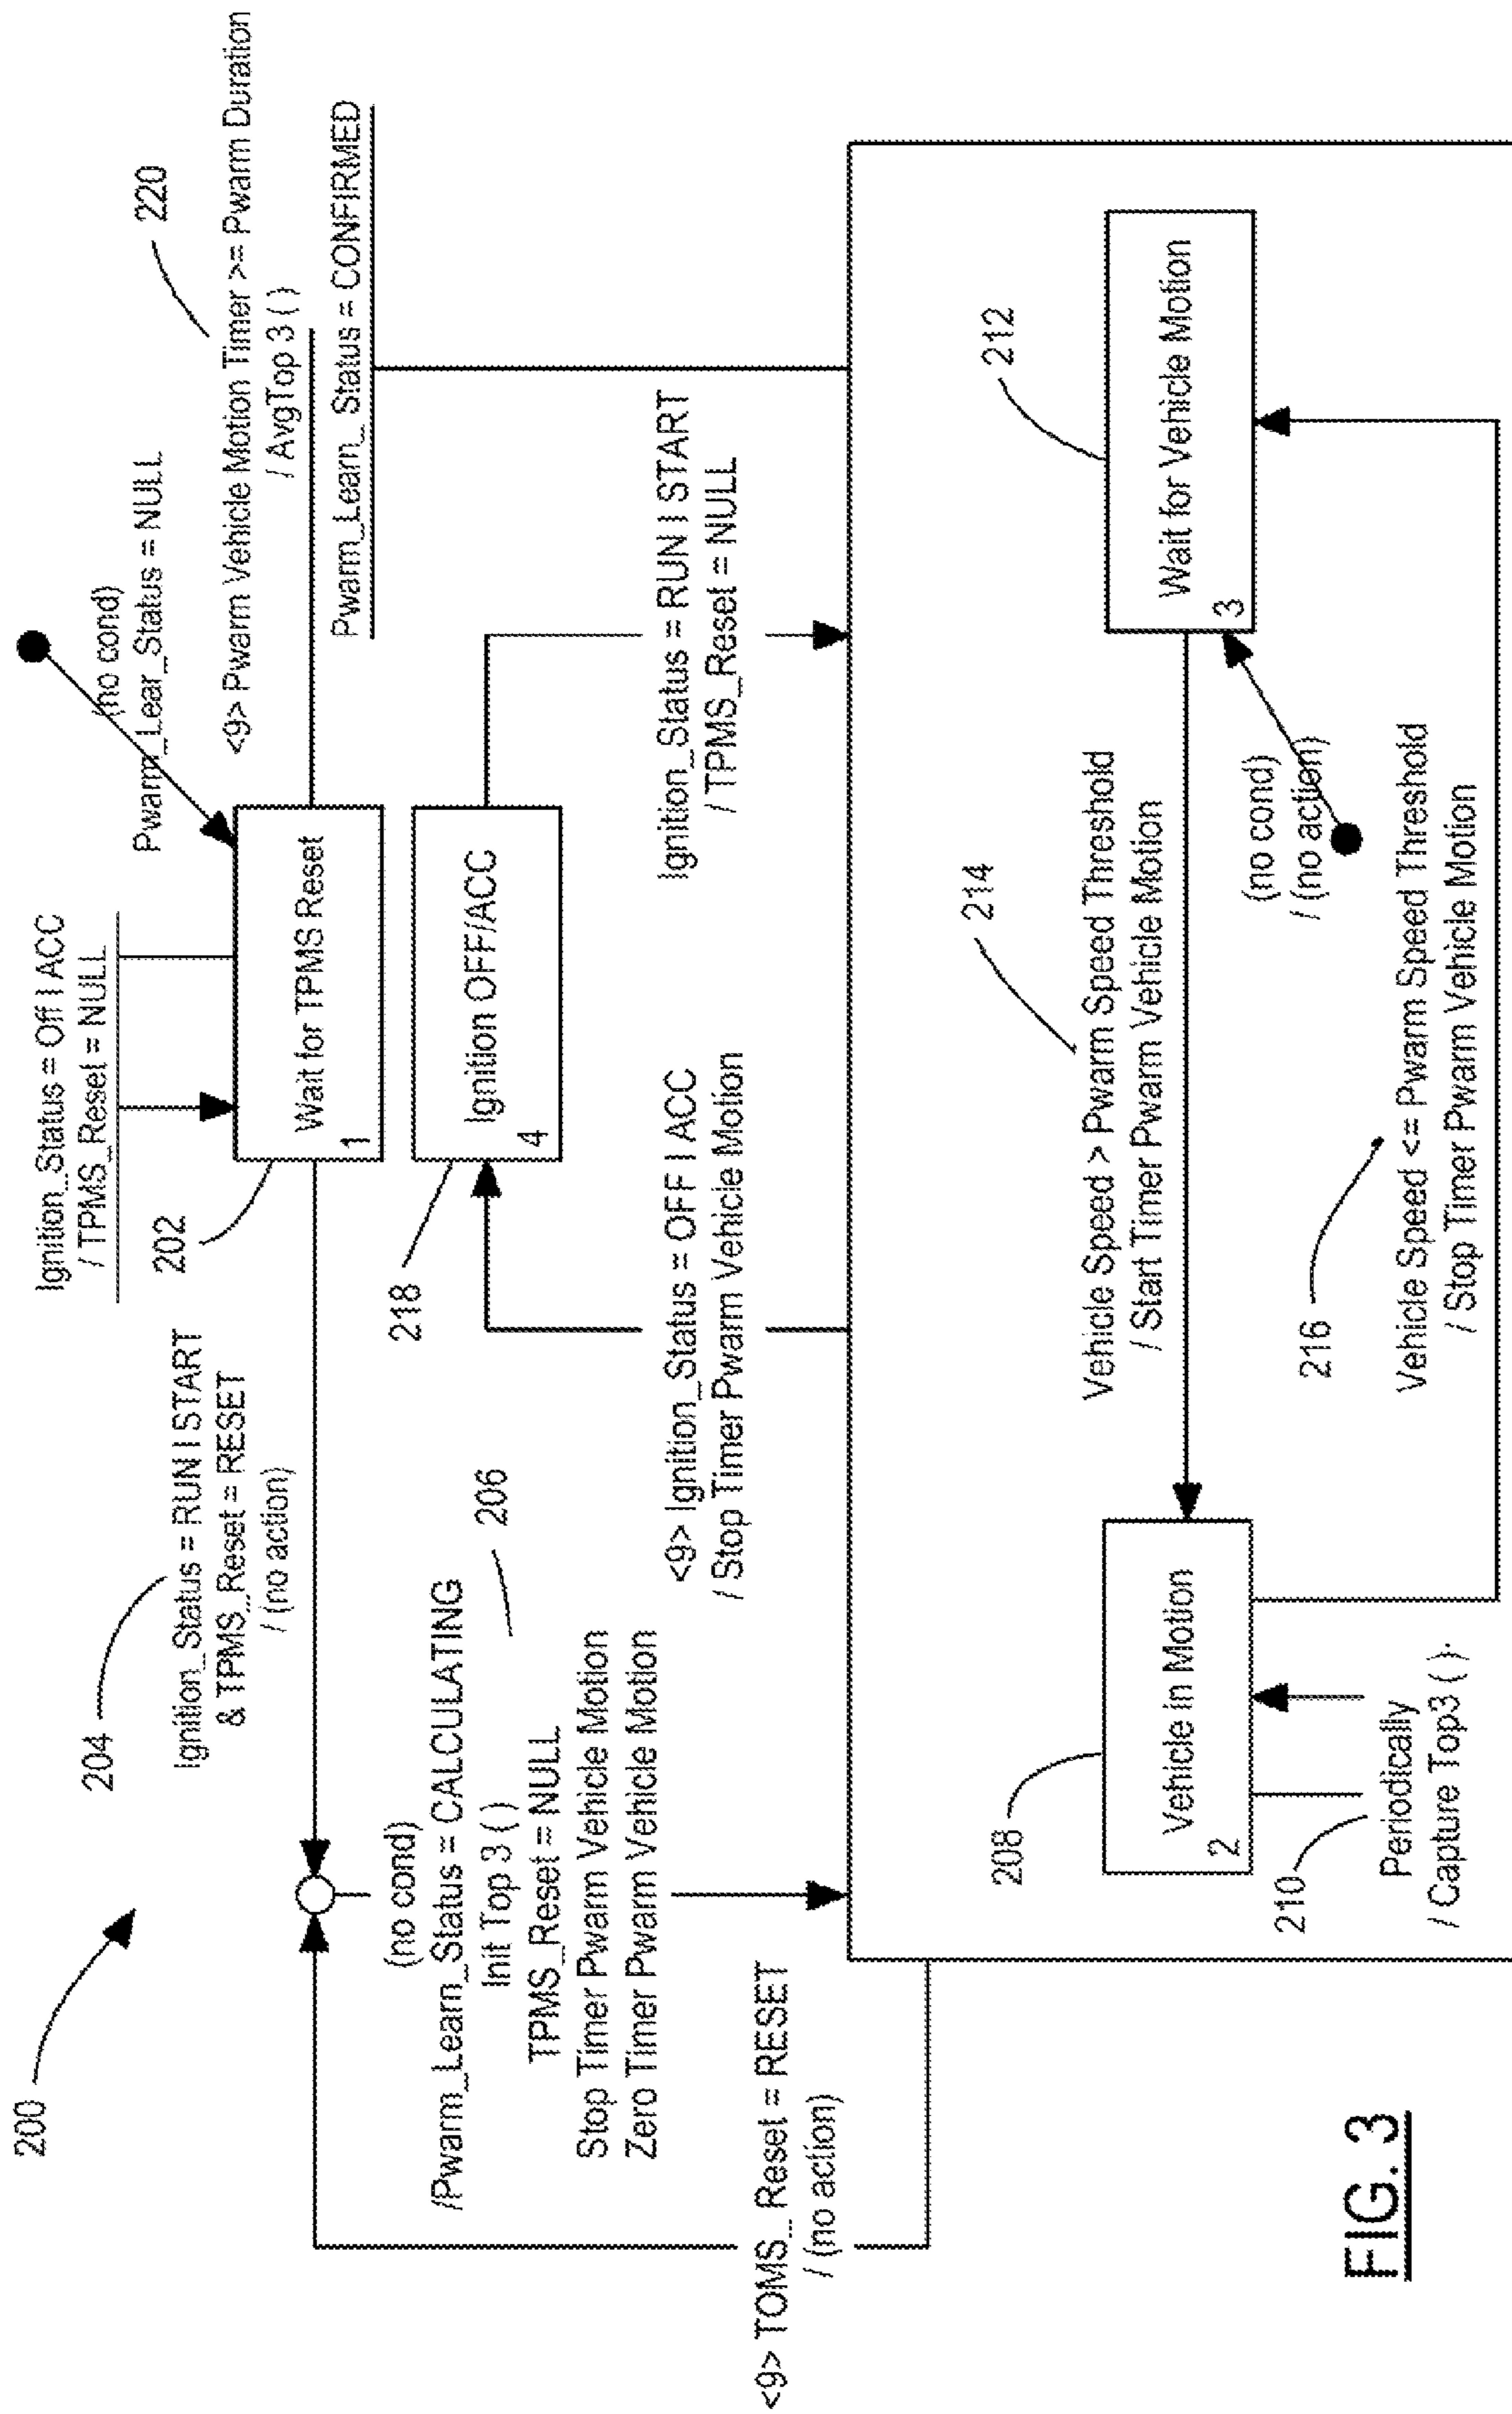 200
204
Ignition_Status = RUN I START
& TPMS_Reset = RESET
/ (no action)
Ignition_Status = Off I ACC
/ TPMS_Reset = NULL
202
Wait for TPMS Reset
1
(no cond)
Pwarm_Lear_Status = NULL
220
<9> Pwarm Vehicle Motion Timer >= Pwarm Duration
/ AvgTop 3 ( )
Pwarm_Learn_ Status = CONFIRMED
218
Ignition OFF/ACC
4
(no cond)
/Pwarm_Learn_Status = CALCULATING
Init Top 3 ( )
TPMS_Reset = NULL
Stop Timer Pwarm Vehicle Motion
Zero Timer Pwarm Vehicle Motion
206
<9> Ignition_Status = OFF I ACC
/ Stop Timer Pwarm Vehicle Motion
Ignition_Status = RUN I START
/ TPMS_Reset = NULL
<9> TOMS_ Reset = RESET
/ (no action)
208
Vehicle in Motion
2
210
Periodically
/ Capture Top3 ( ).
214
Vehicle Speed > Pwarm Speed Threshold
/ Start Timer Pwarm Vehicle Motion
212
Wait for Vehicle Motion
3
(no cond)
/ (no action)
216
Vehicle Speed <= Pwarm Speed Threshold
/ Stop Timer Pwarm Vehicle Motion
FIG. 3